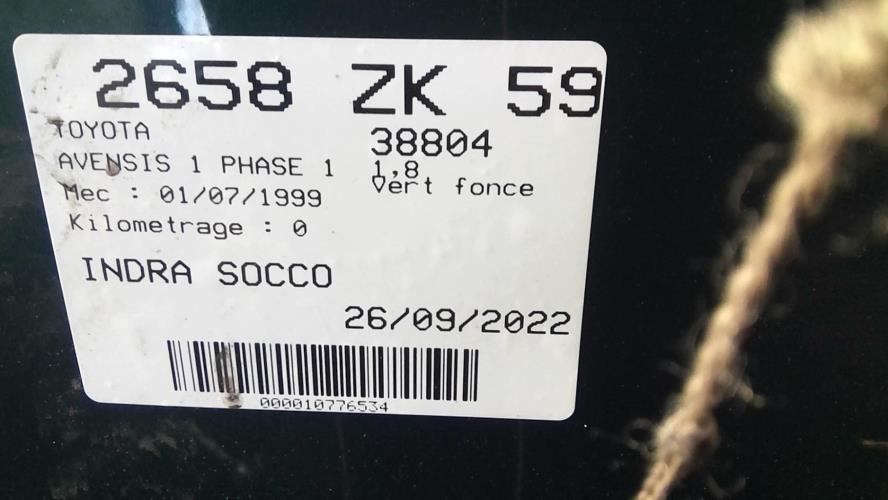 2658 ZK 59
TOYOTA 38804
AVENSIS 1 PHASE 1 1,8
Mec : 01/07/1999 Vert fonce
Kilometrage : 0
INDRA SOCCO
26/09/2022
000010776534